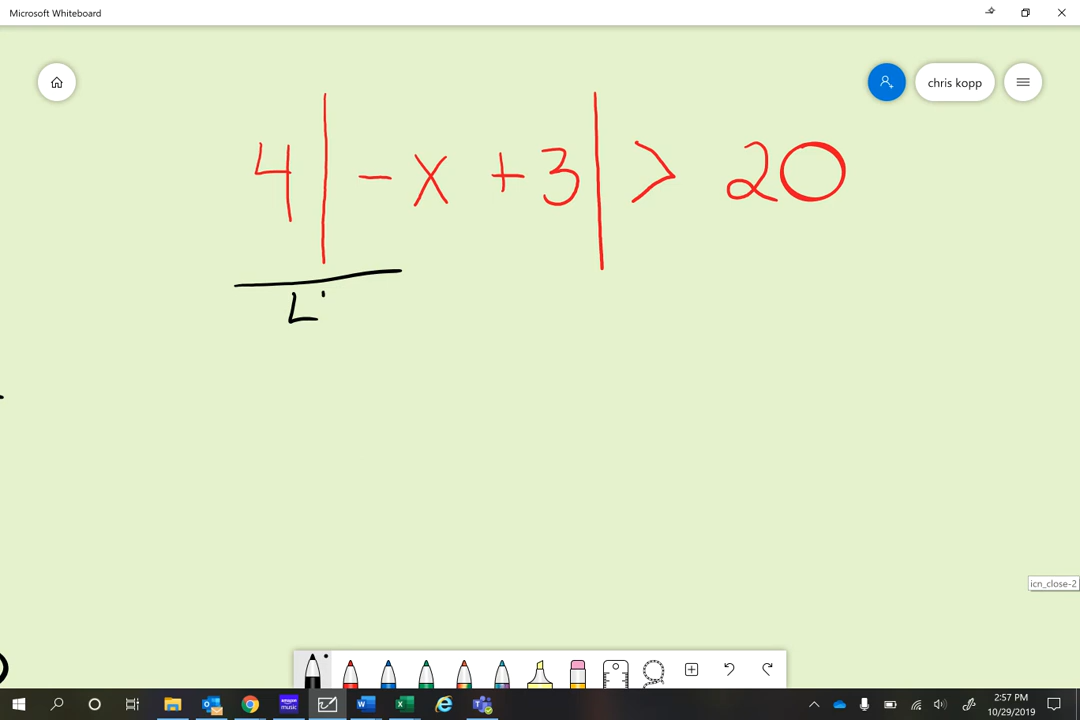 Microsoft Whiteboard
chris kopp
4| - x + 3| > 20
icn_close-2
2:57 PM
10/29/2019